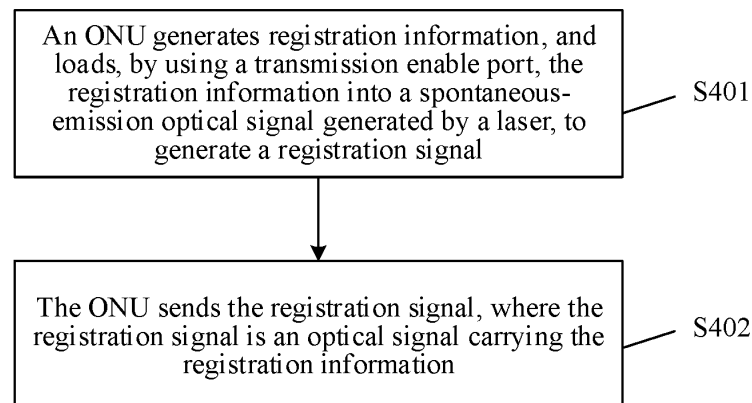 An ONU generates registration information, and
loads, by using a transmission enable port, the
registration information into a spontaneous-
emission optical signal generated by a laser, to
generate a registration signal
S401
The ONU sends the registration signal, where the
registration signal is an optical signal carrying the
registration information
S402